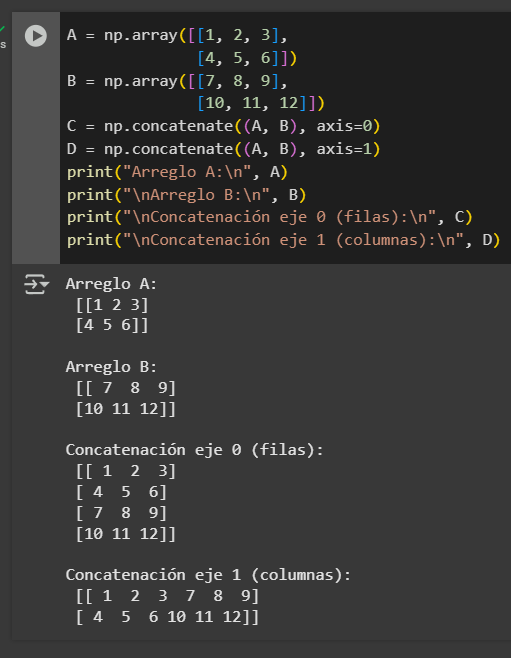 s
A = np.array([[1, 2, 3],
              [4, 5, 6]])
B = np.array([[7, 8, 9],
              [10, 11, 12]])
C = np.concatenate((A, B), axis=0)
D = np.concatenate((A, B), axis=1)
print("Arreglo A:\n", A)
print("\nArreglo B:\n", B)
print("\nConcatenación eje 0 (filas):\n", C)
print("\nConcatenación eje 1 (columnas):\n", D)
Arreglo A:
 [[1 2 3]
 [4 5 6]]
Arreglo B:
 [[ 7  8  9]
 [10 11 12]]
Concatenación eje 0 (filas):
 [[ 1  2  3]
 [ 4  5  6]
 [ 7  8  9]
 [10 11 12]]
Concatenación eje 1 (columnas):
 [[ 1  2  3  7  8  9]
 [ 4  5  6 10 11 12]]